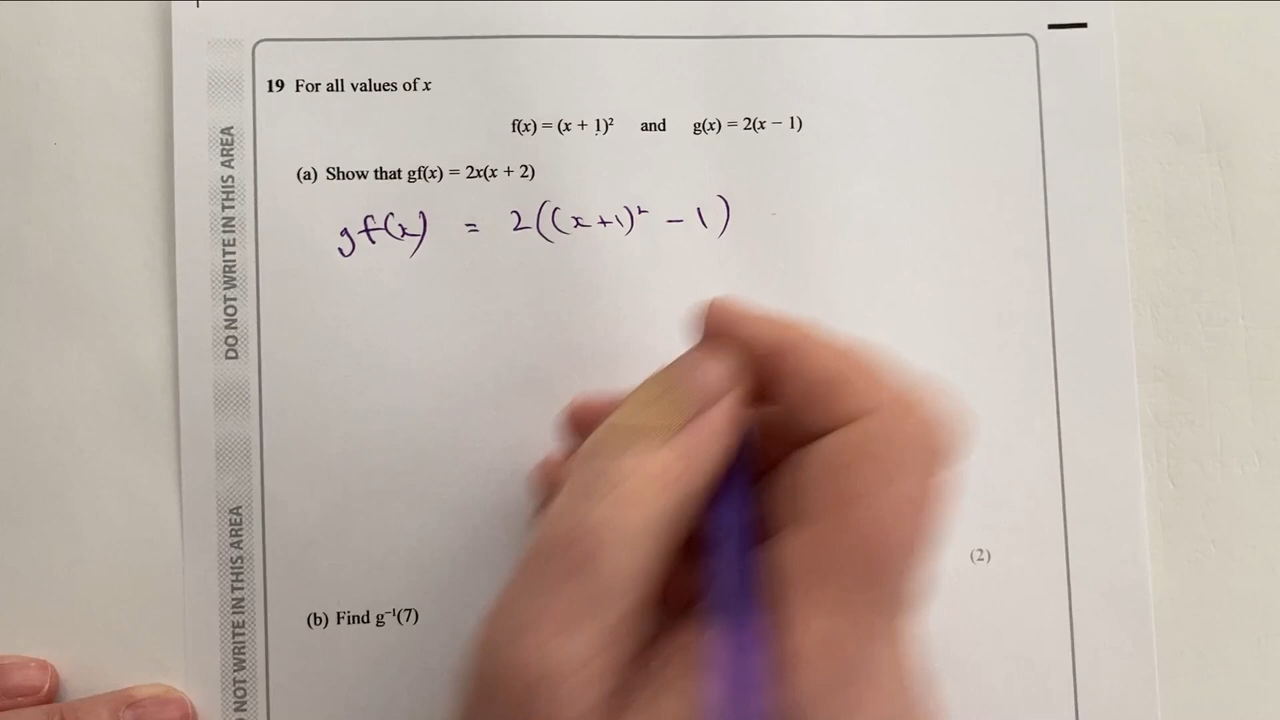 19 For all values of x
f(x) = (x + 1)² and g(x) = 2(x − 1)
(a) Show that gf(x) = 2x(x + 2)
gf(x) = 2((x+1)² − 1)
(2)
(b) Find g⁻¹(7)
DO NOT WRITE IN THIS AREA
NOT WRITE IN THIS AREA